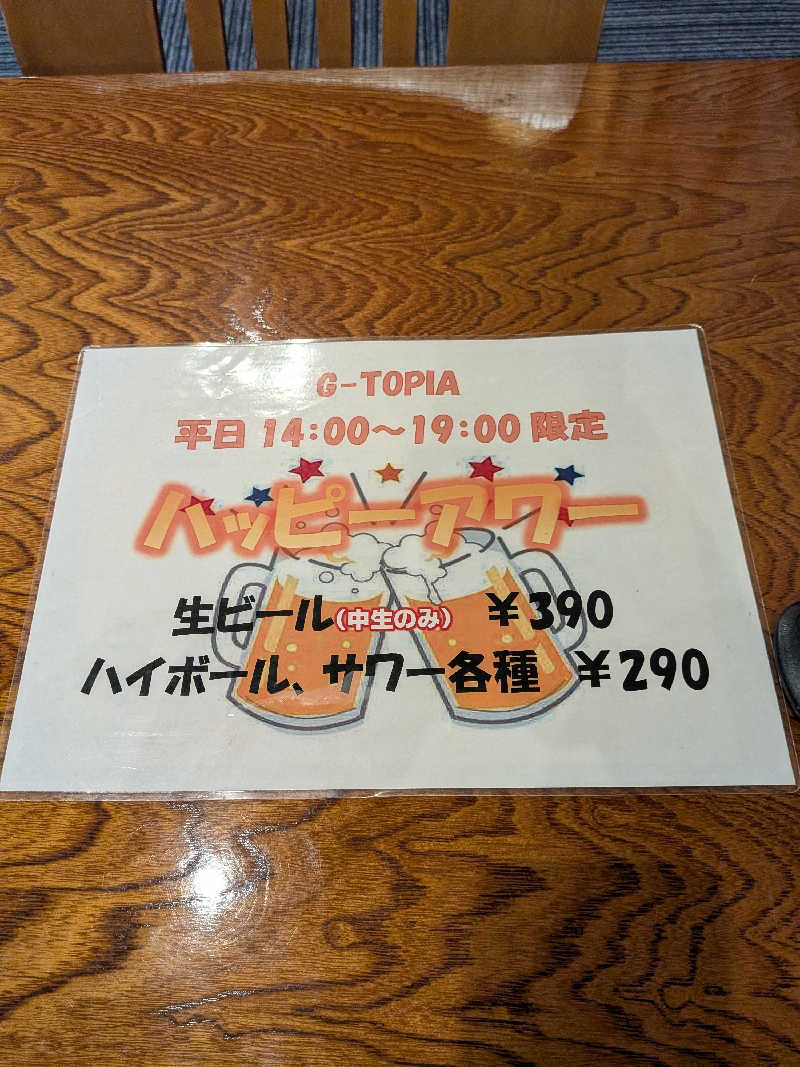 G-TOPIA
平日 14:00～19:00 限定
ハッピーアワー
生ビール(中生のみ) ￥390
ハイボール、サワー各種 ￥290